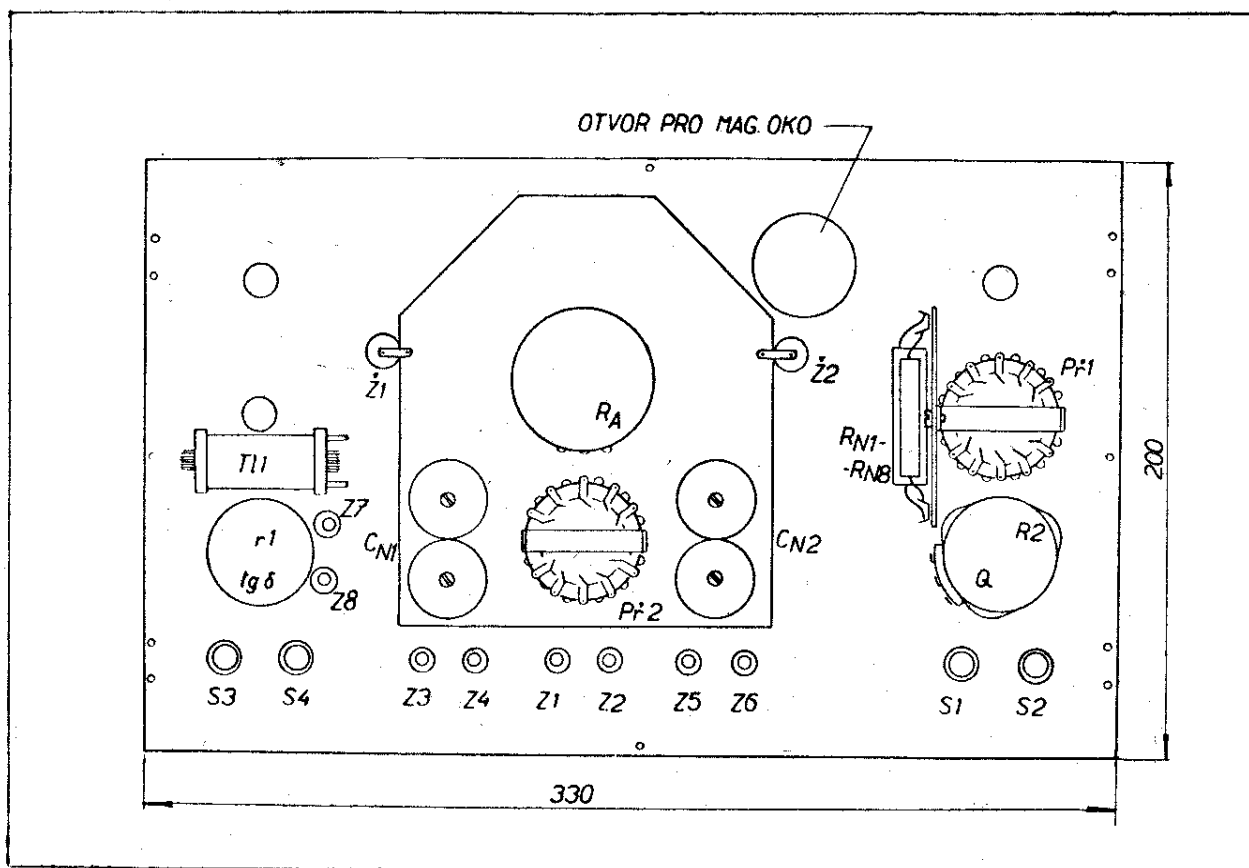 OTVOR PRO MAG. OKO
Ž1
Ž2
Př1
RA
RN1-
-RN8
200
Tl1
Z7
r1
tg δ
Z8
CN1
CN2
R2
Q
Př2
S3
S4
Z3
Z4
Z1
Z2
Z5
Z6
S1
S2
330